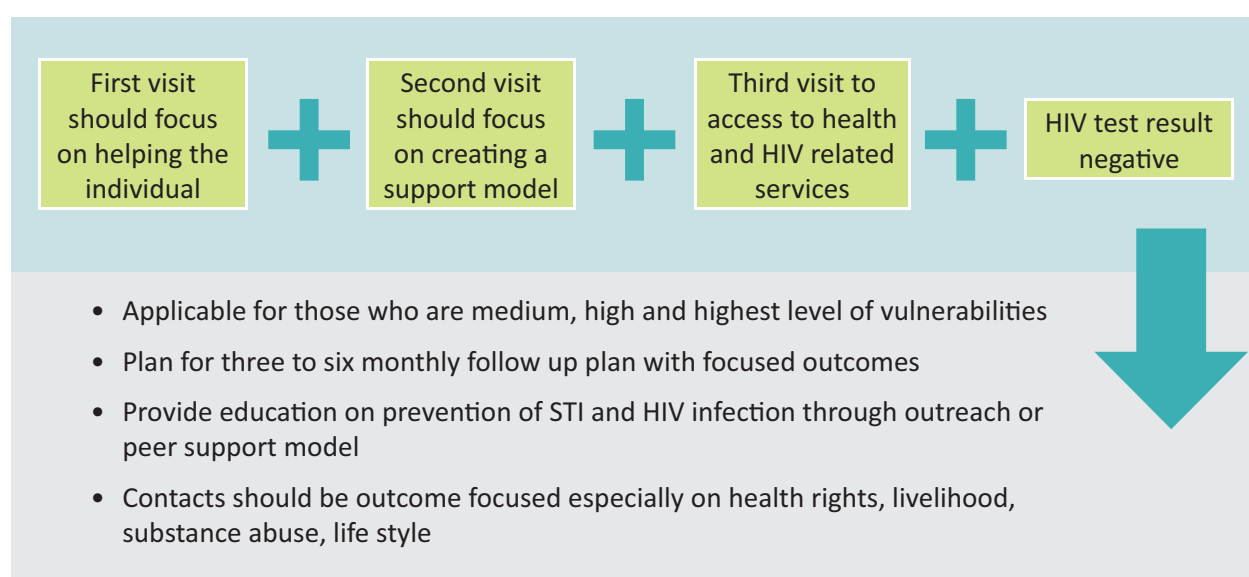 First visit
should focus
on helping the
individual
Second visit
should focus
on creating a
support model
Third visit to
access to health
and HIV related
services
HIV test result
negative
• Applicable for those who are medium, high and highest level of vulnerabilities
• Plan for three to six monthly follow up plan with focused outcomes
• Provide education on prevention of STI and HIV infection through outreach or
peer support model
• Contacts should be outcome focused especially on health rights, livelihood,
substance abuse, life style